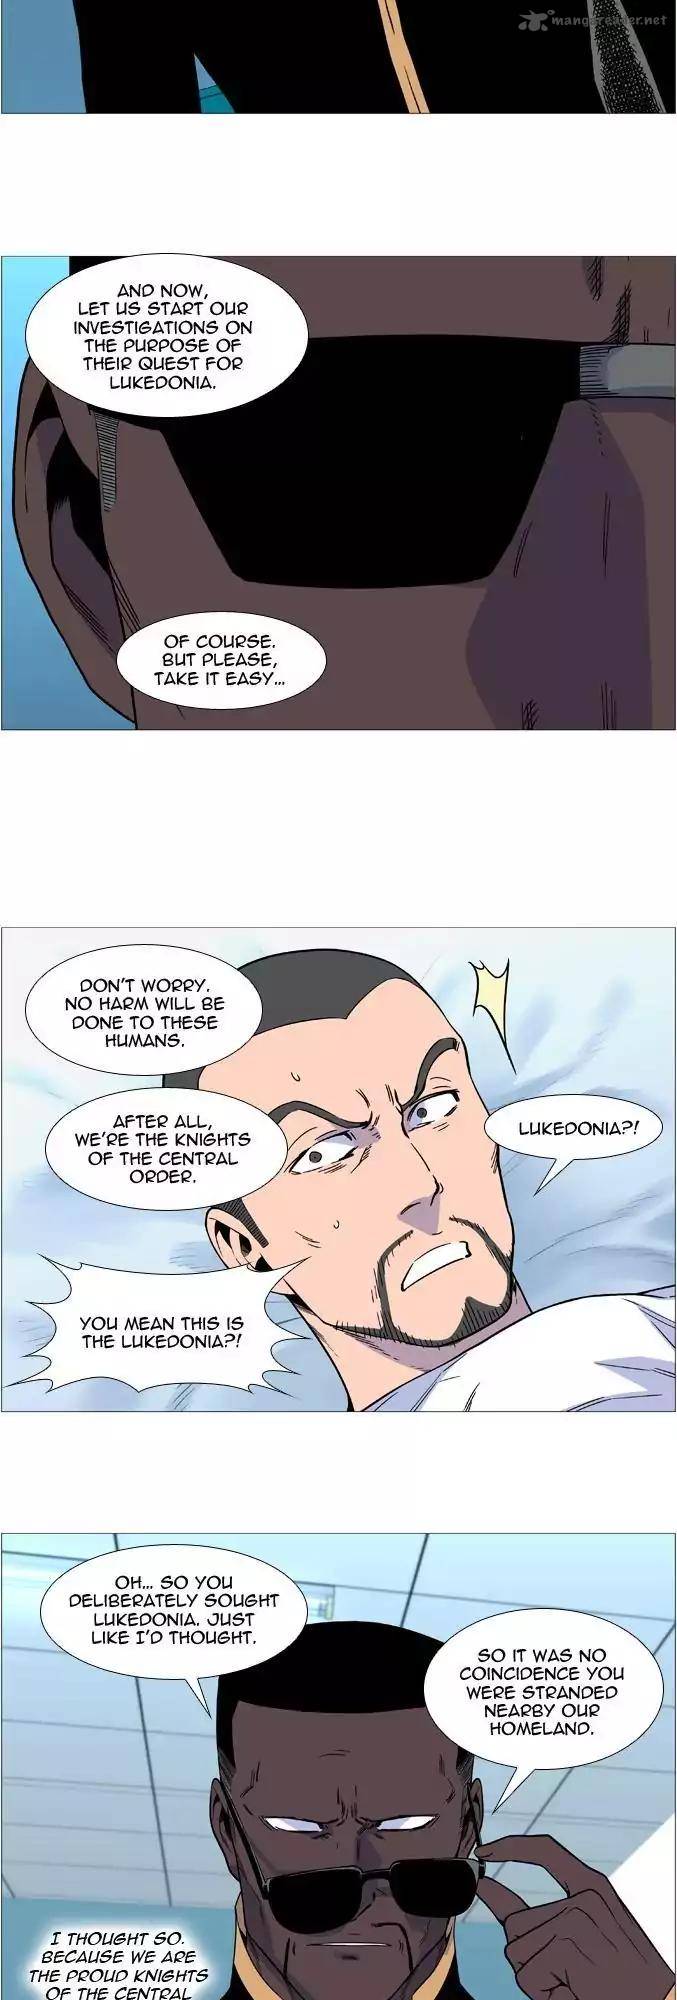 mangareader.net
AND NOW,
LET US START OUR
INVESTIGATIONS ON
THE PURPOSE OF
THEIR QUEST FOR
LUKEDONIA.
OF COURSE.
BUT PLEASE,
TAKE IT EASY...
DON'T WORRY.
NO HARM WILL BE
DONE TO THESE
HUMANS.
AFTER ALL,
WE'RE THE KNIGHTS
OF THE CENTRAL
ORDER.
LUKEDONIA?!
YOU MEAN THIS IS
THE LUKEDONIA?!
OH... SO YOU
DELIBERATELY SOUGHT
LUKEDONIA. JUST
LIKE I'D THOUGHT.
SO IT WAS NO
COINCIDENCE YOU
WERE STRANDED
NEARBY OUR
HOMELAND.
I THOUGHT SO.
BECAUSE WE ARE
THE PROUD KNIGHTS
OF THE CENTRAL